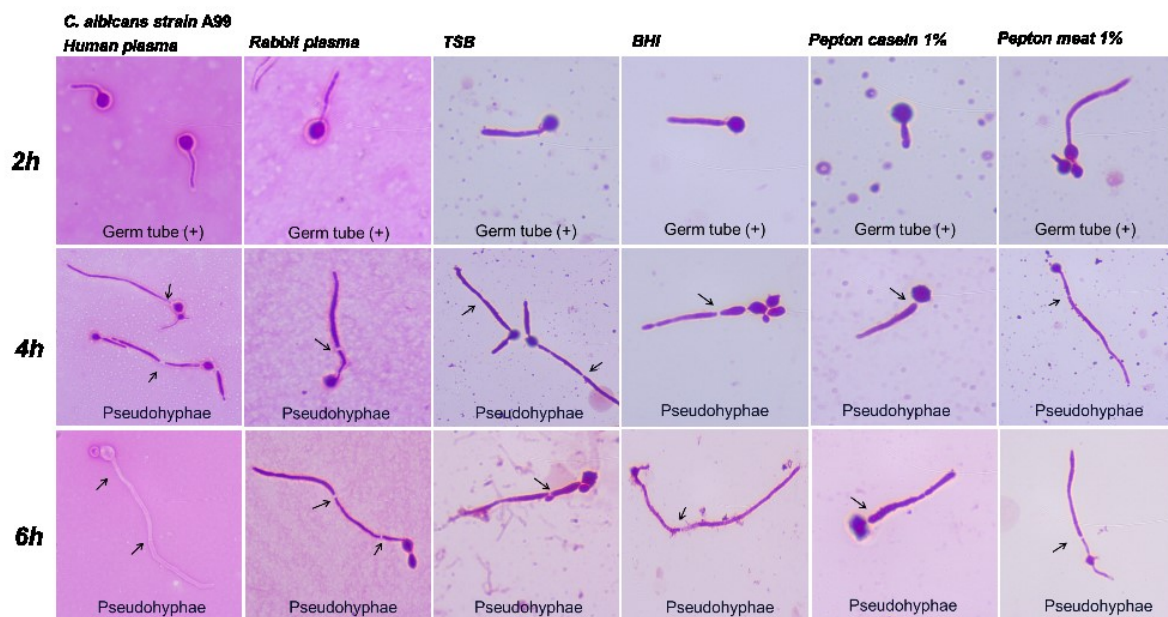 C. albicans strain A99
Human plasma Rabbit plasma TSB BHI Pepton casein 1% Pepton meat 1%
2h
Germ tube (+) Germ tube (+) Germ tube (+) Germ tube (+) Germ tube (+) Germ tube (+)
4h
Pseudohyphae Pseudohyphae Pseudohyphae Pseudohyphae Pseudohyphae Pseudohyphae
6h
Pseudohyphae Pseudohyphae Pseudohyphae Pseudohyphae Pseudohyphae Pseudohyphae